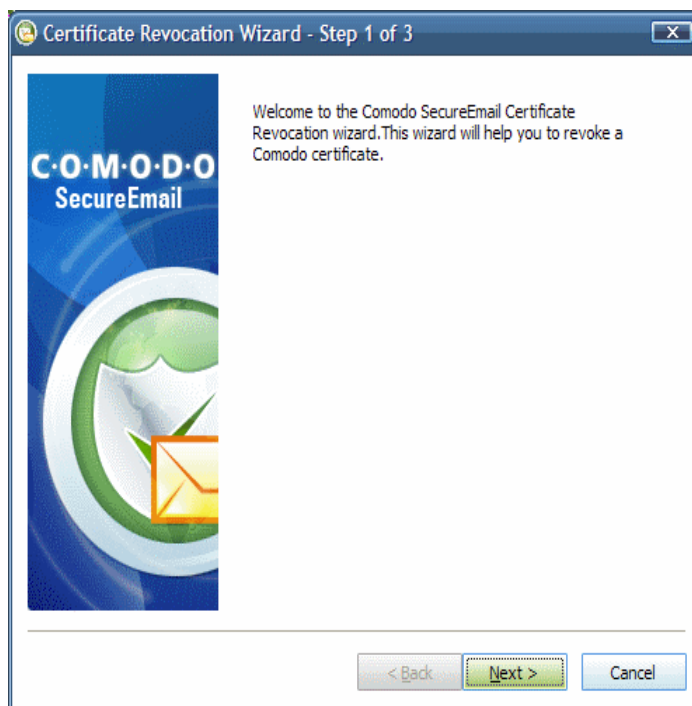 Certificate Revocation Wizard - Step 1 of 3
X
C·O·M·O·D·O
SecureEmail
Welcome to the Comodo SecureEmail Certificate
Revocation wizard.This wizard will help you to revoke a
Comodo certificate.
< Back
Next >
Cancel